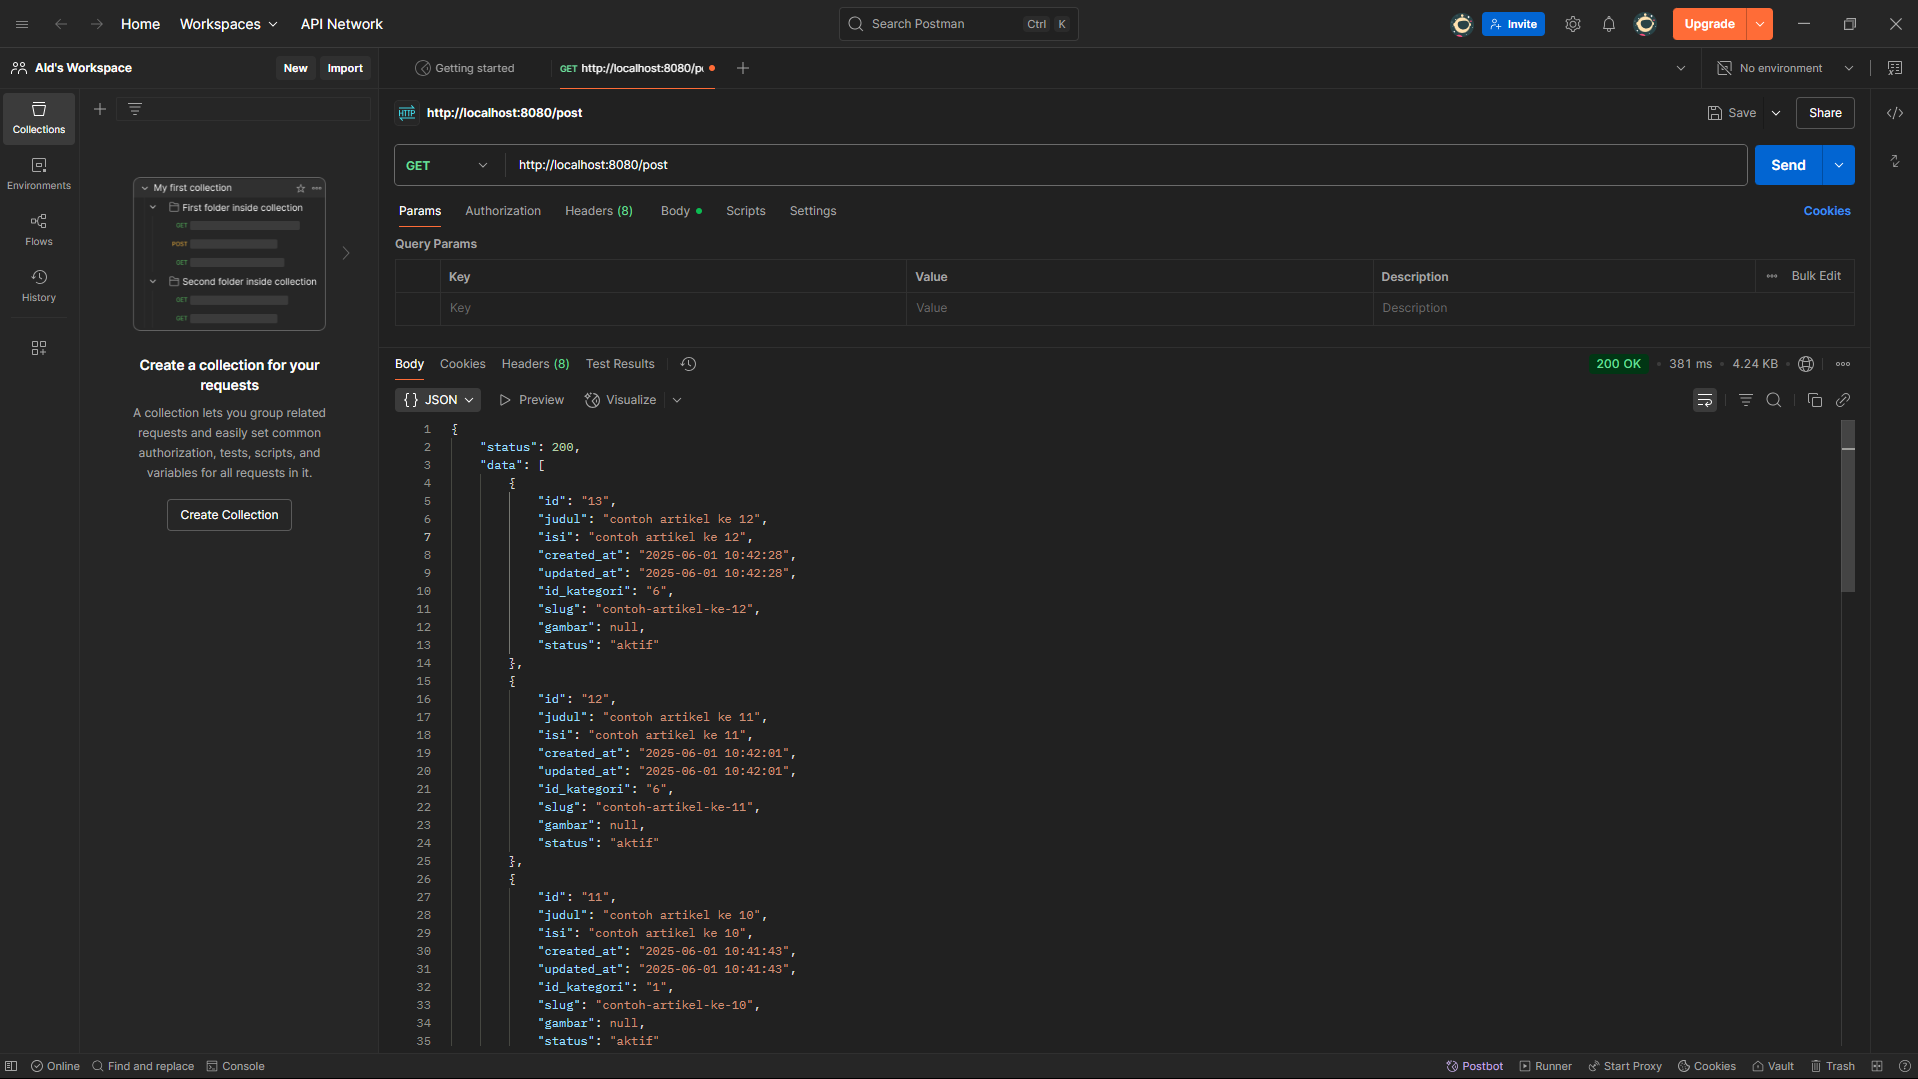 Home Workspaces API Network Search Postman Ctrl K Invite Upgrade
Ald's Workspace New Import Getting started GET http://localhost:8080/p No environment
Collections
Environments
Flows
History
My first collection
First folder inside collection
GET
POST
GET
Second folder inside collection
GET
GET
Create a collection for your
requests
A collection lets you group related
requests and easily set common
authorization, tests, scripts, and
variables for all requests in it.
Create Collection
HTTP http://localhost:8080/post Save Share
GET http://localhost:8080/post Send
Params Authorization Headers (8) Body Scripts Settings Cookies
Query Params
Key Value Description Bulk Edit
Key Value Description
Body Cookies Headers (8) Test Results 200 OK 381 ms 4.24 KB
{} JSON Preview Visualize
1 {
2 "status": 200,
3 "data": [
4 {
5 "id": "13",
6 "judul": "contoh artikel ke 12",
7 "isi": "contoh artikel ke 12",
8 "created_at": "2025-06-01 10:42:28",
9 "updated_at": "2025-06-01 10:42:28",
10 "id_kategori": "6",
11 "slug": "contoh-artikel-ke-12",
12 "gambar": null,
13 "status": "aktif"
14 },
15 {
16 "id": "12",
17 "judul": "contoh artikel ke 11",
18 "isi": "contoh artikel ke 11",
19 "created_at": "2025-06-01 10:42:01",
20 "updated_at": "2025-06-01 10:42:01",
21 "id_kategori": "6",
22 "slug": "contoh-artikel-ke-11",
23 "gambar": null,
24 "status": "aktif"
25 },
26 {
27 "id": "11",
28 "judul": "contoh artikel ke 10",
29 "isi": "contoh artikel ke 10",
30 "created_at": "2025-06-01 10:41:43",
31 "updated_at": "2025-06-01 10:41:43",
32 "id_kategori": "1",
33 "slug": "contoh-artikel-ke-10",
34 "gambar": null,
35 "status": "aktif"
Online Find and replace Console Postbot Runner Start Proxy Cookies Vault Trash